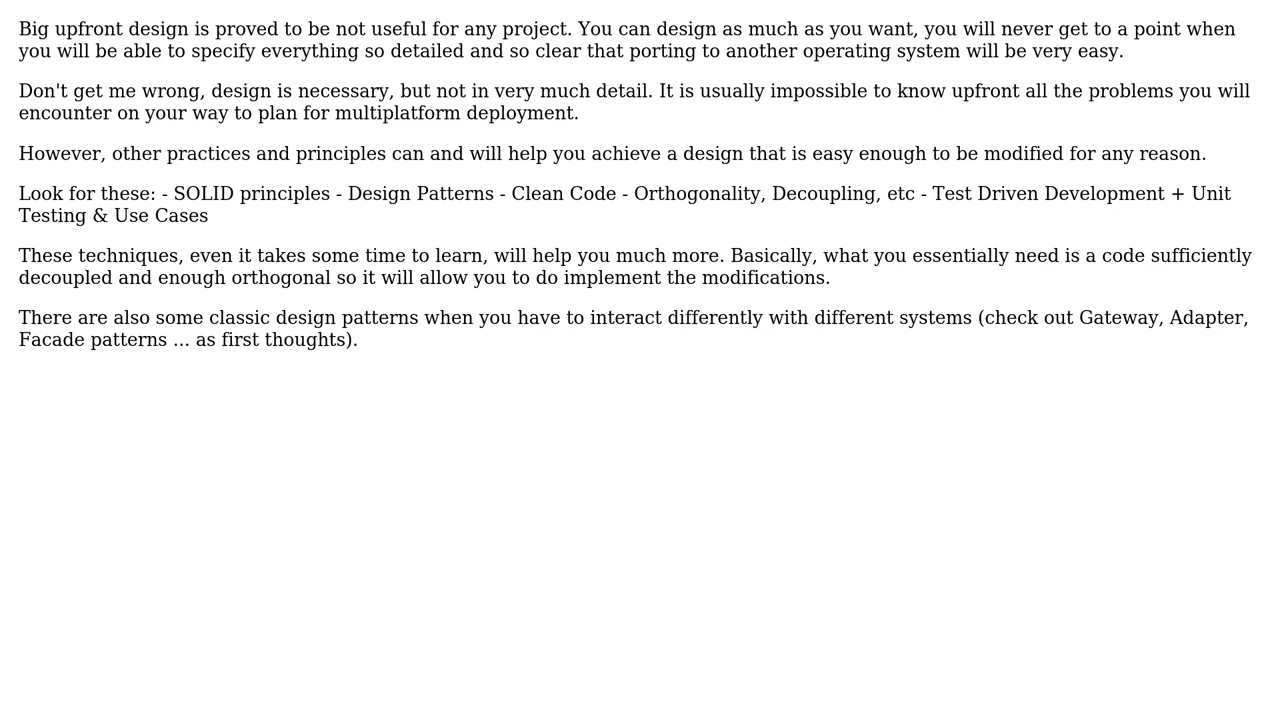 Big upfront design is proved to be not useful for any project. You can design as much as you want, you will never get to a point when
you will be able to specify everything so detailed and so clear that porting to another operating system will be very easy.
Don't get me wrong, design is necessary, but not in very much detail. It is usually impossible to know upfront all the problems you will
encounter on your way to plan for multiplatform deployment.
However, other practices and principles can and will help you achieve a design that is easy enough to be modified for any reason.
Look for these: - SOLID principles - Design Patterns - Clean Code - Orthogonality, Decoupling, etc - Test Driven Development + Unit
Testing & Use Cases
These techniques, even it takes some time to learn, will help you much more. Basically, what you essentially need is a code sufficiently
decoupled and enough orthogonal so it will allow you to do implement the modifications.
There are also some classic design patterns when you have to interact differently with different systems (check out Gateway, Adapter,
Facade patterns ... as first thoughts).